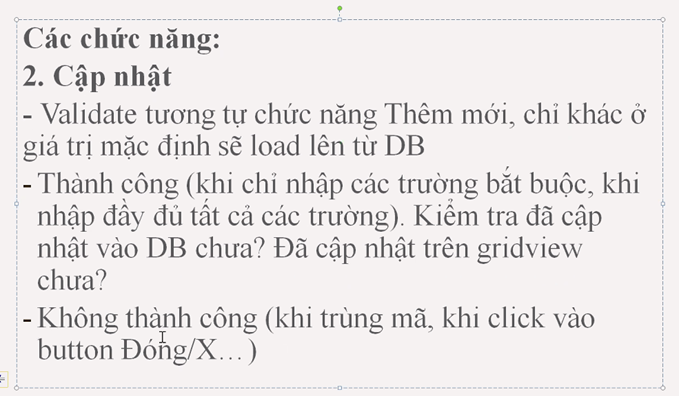 Các chức năng:
2. Cập nhật
- Validate tương tự chức năng Thêm mới, chỉ khác ở
giá trị mặc định sẽ load lên từ DB
- Thành công (khi chỉ nhập các trường bắt buộc, khi
nhập đầy đủ tất cả các trường). Kiểm tra đã cập
nhật vào DB chưa? Đã cập nhật trên gridview
chưa?
- Không thành công (khi trùng mã, khi click vào
button Đóng/X…)